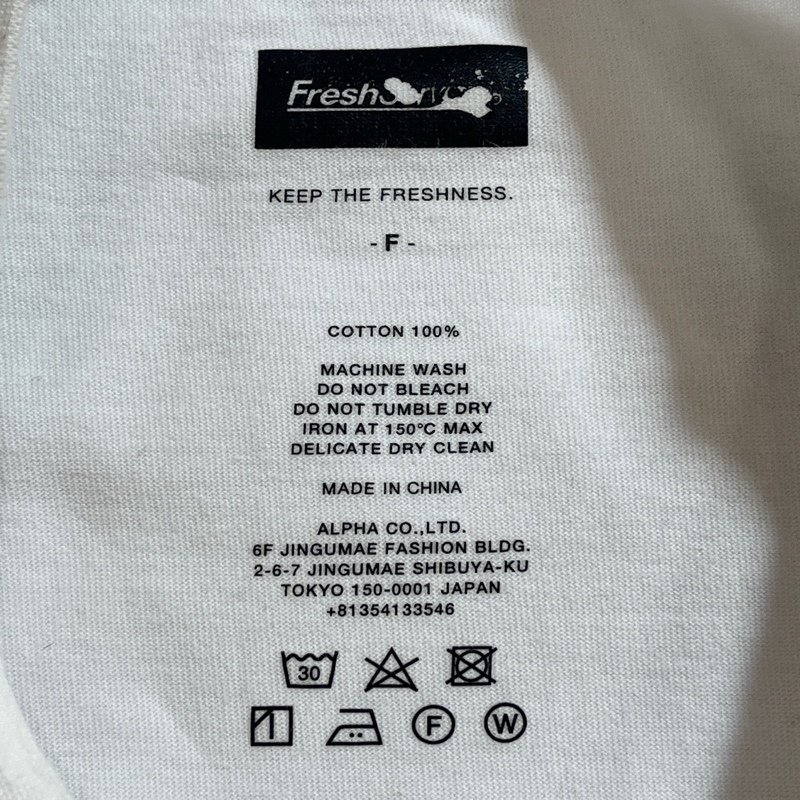 KEEP THE FRESHNESS.
- F -
COTTON 100%
MACHINE WASH
DO NOT BLEACH
DO NOT TUMBLE DRY
IRON AT 150°C MAX
DELICATE DRY CLEAN
MADE IN CHINA
ALPHA CO.,LTD.
6F JINGUMAE FASHION BLDG.
2-6-7 JINGUMAE SHIBUYA-KU
TOKYO 150-0001 JAPAN
+81354133546
30
F W